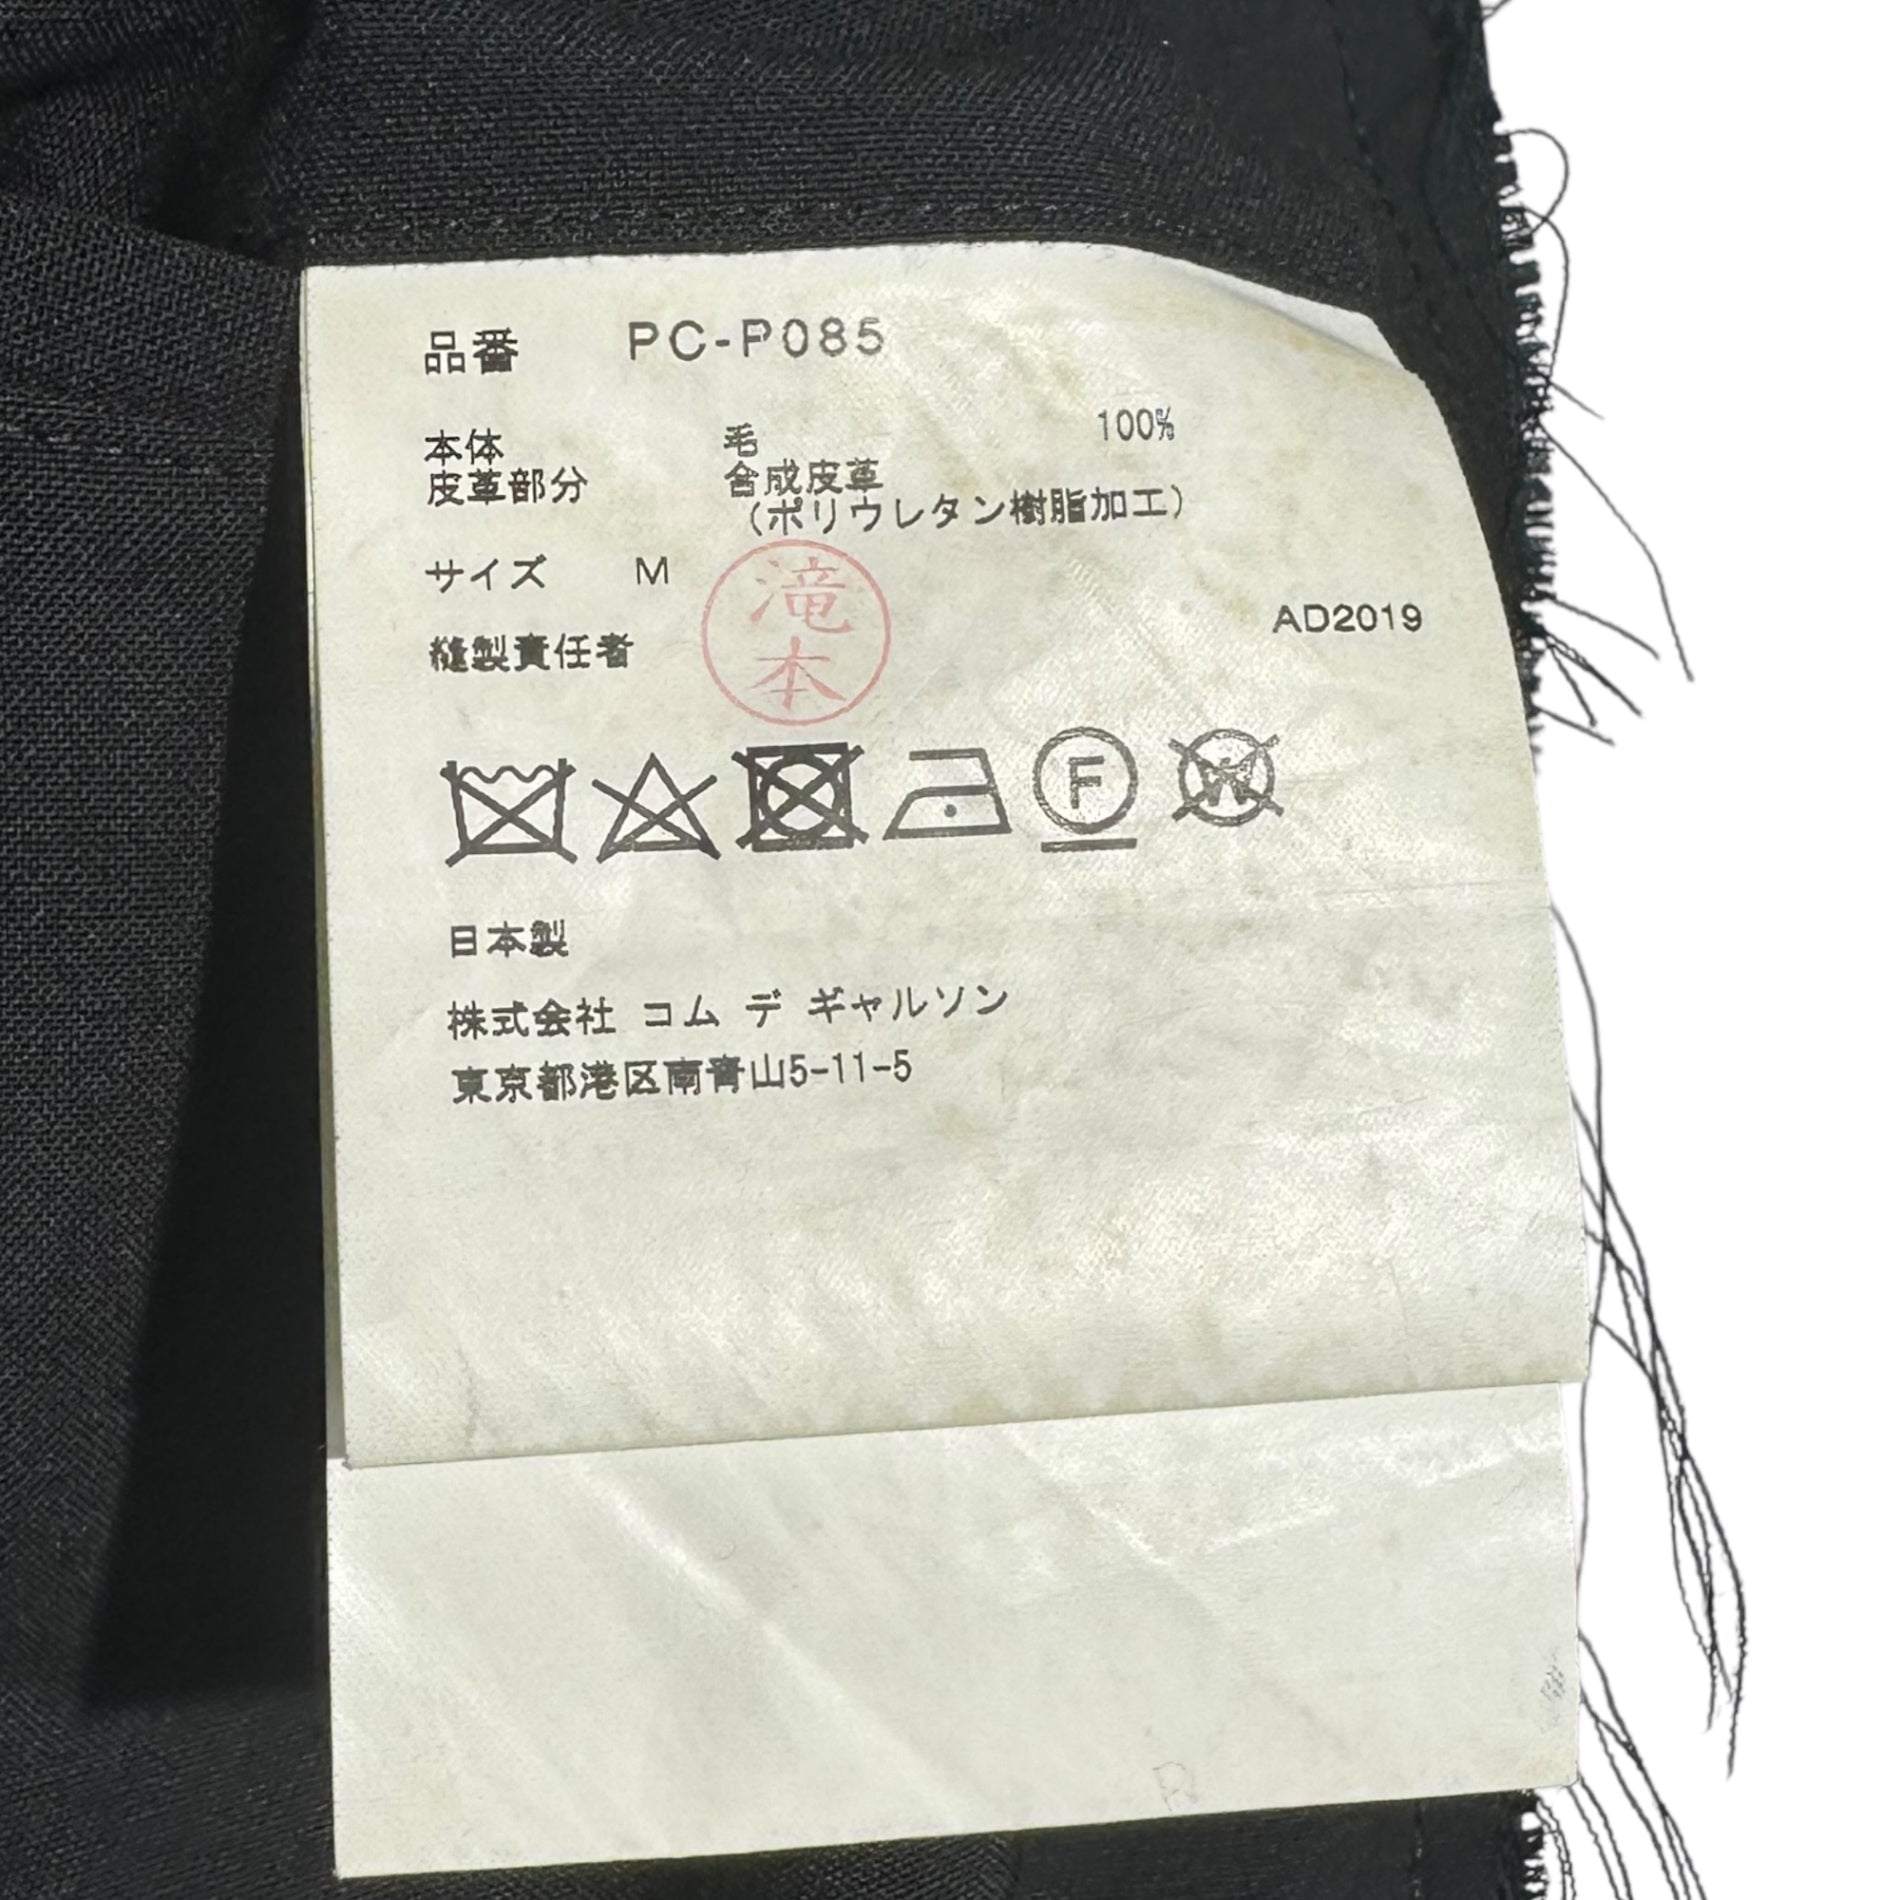 品番 PC-P085
本体 毛 100%
皮革部分 合成皮革
(ポリウレタン樹脂加工)
サイズ M
滝本
AD2019
縫製責任者
F W
日本製
株式会社 コム デ ギャルソン
東京都港区南青山5-11-5